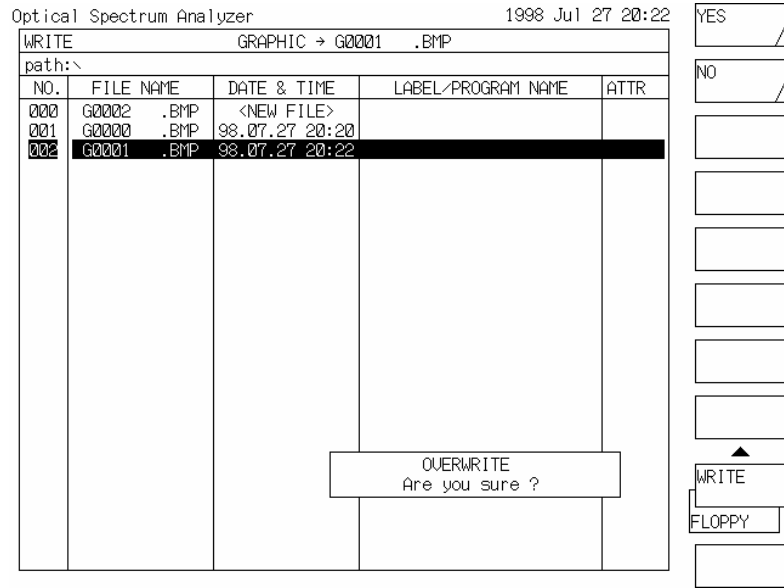 Optical Spectrum Analyzer 1998 Jul 27 20:22
WRITE GRAPHIC → G0001 .BMP
path:\
NO. FILE NAME DATE & TIME LABEL/PROGRAM NAME ATTR
000 G0002 .BMP <NEW FILE>
001 G0000 .BMP 98.07.27 20:20
002 G0001 .BMP 98.07.27 20:22
OVERWRITE
Are you sure ?
YES
NO
WRITE
FLOPPY